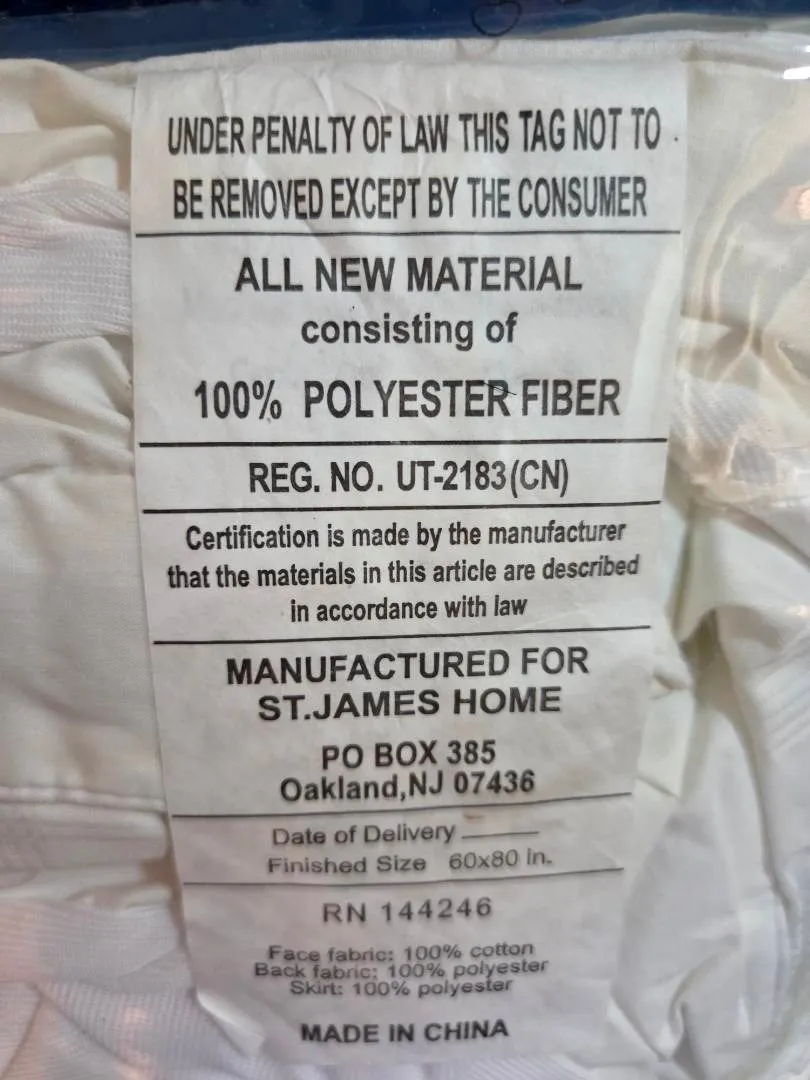 UNDER PENALTY OF LAW THIS TAG NOT TO
BE REMOVED EXCEPT BY THE CONSUMER
ALL NEW MATERIAL
consisting of
100% POLYESTER FIBER
REG. NO. UT-2183(CN)
Certification is made by the manufacturer
that the materials in this article are described
in accordance with law
MANUFACTURED FOR
ST.JAMES HOME
PO BOX 385
Oakland,NJ 07436
Date of Delivery ______
Finished Size 60x80 in.
RN 144246
Face fabric: 100% cotton
Back fabric: 100% polyester
Skirt: 100% polyester
MADE IN CHINA